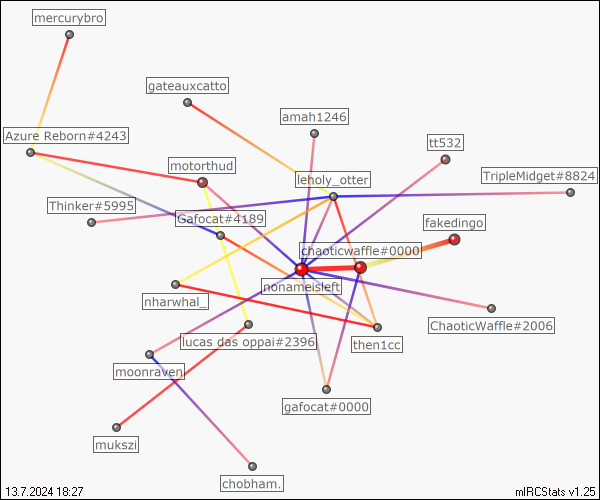 mercurybro
gateauxcatto
amah1246
Azure Reborn#4243
tt532
motorthud
leholy_otter
TripleMidget#8824
Thinker#5995
Gafocat#4189
fakedingo
chaoticwaffle#0000
nonameisleft
nharwhal_
ChaoticWaffle#2006
lucas das oppai#2396
then1cc
moonraven
gafocat#0000
mukszi
chobham.
13.7.2024 18:27
mIRCStats v1.25